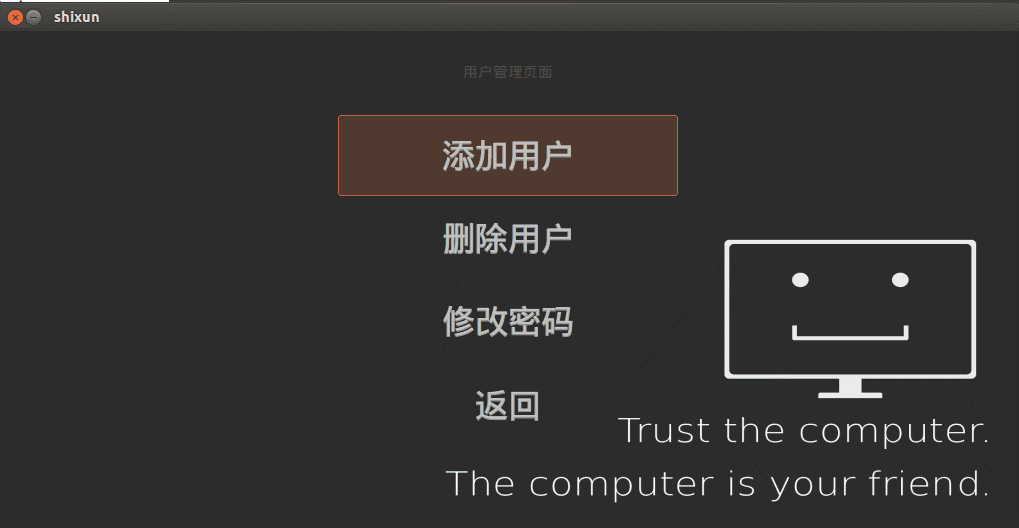 shixun
用户管理页面
添加用户
删除用户
修改密码
返回
Trust the computer.
The computer is your friend.